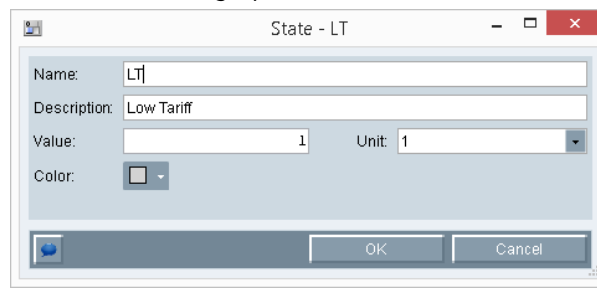 State - LT
Name: LT
Description: Low Tariff
Value: 1 Unit: 1
Color:
OK Cancel